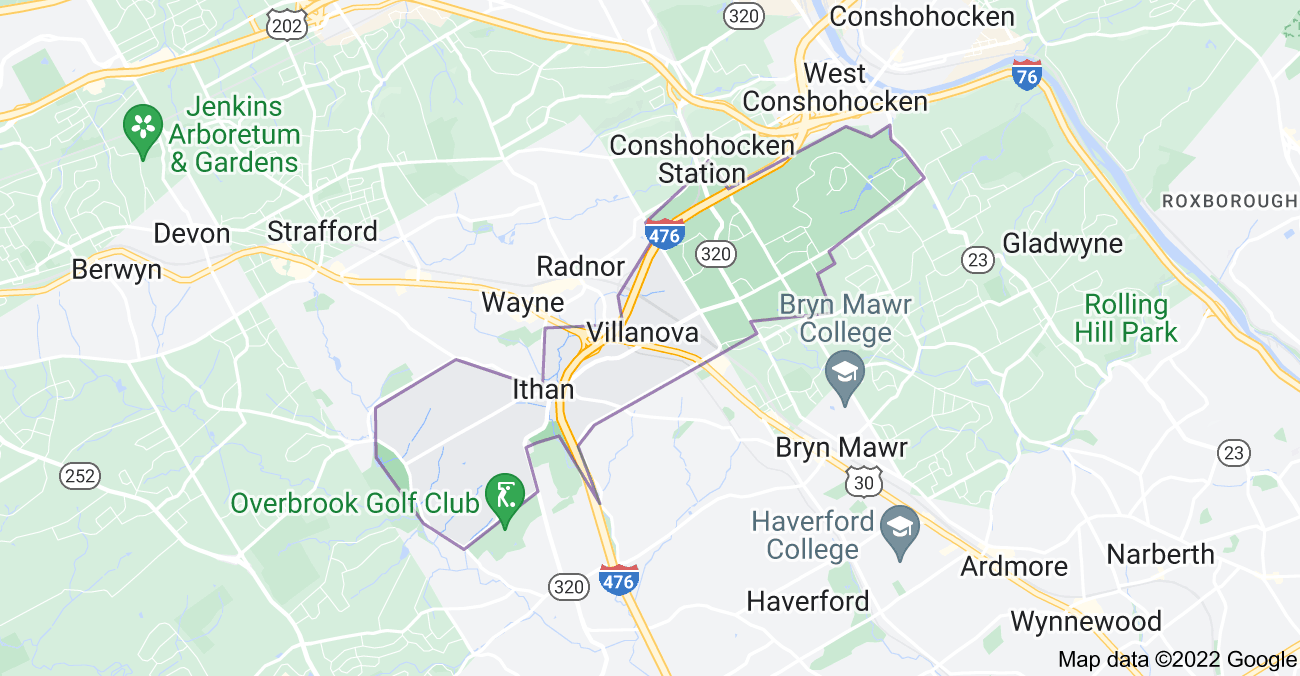 320
Conshohocken
202
West
Conshohocken
76
Jenkins
Arboretum
& Gardens
Conshohocken
Station
ROXBOROUGH
Devon
Strafford
476
320
23
Gladwyne
Berwyn
Radnor
Wayne
Villanova
Bryn Mawr
College
Rolling
Hill Park
Ithan
Bryn Mawr
30
23
252
Overbrook Golf Club
Haverford
College
Ardmore
Narberth
320
476
Haverford
Wynnewood
Map data ©2022 Google